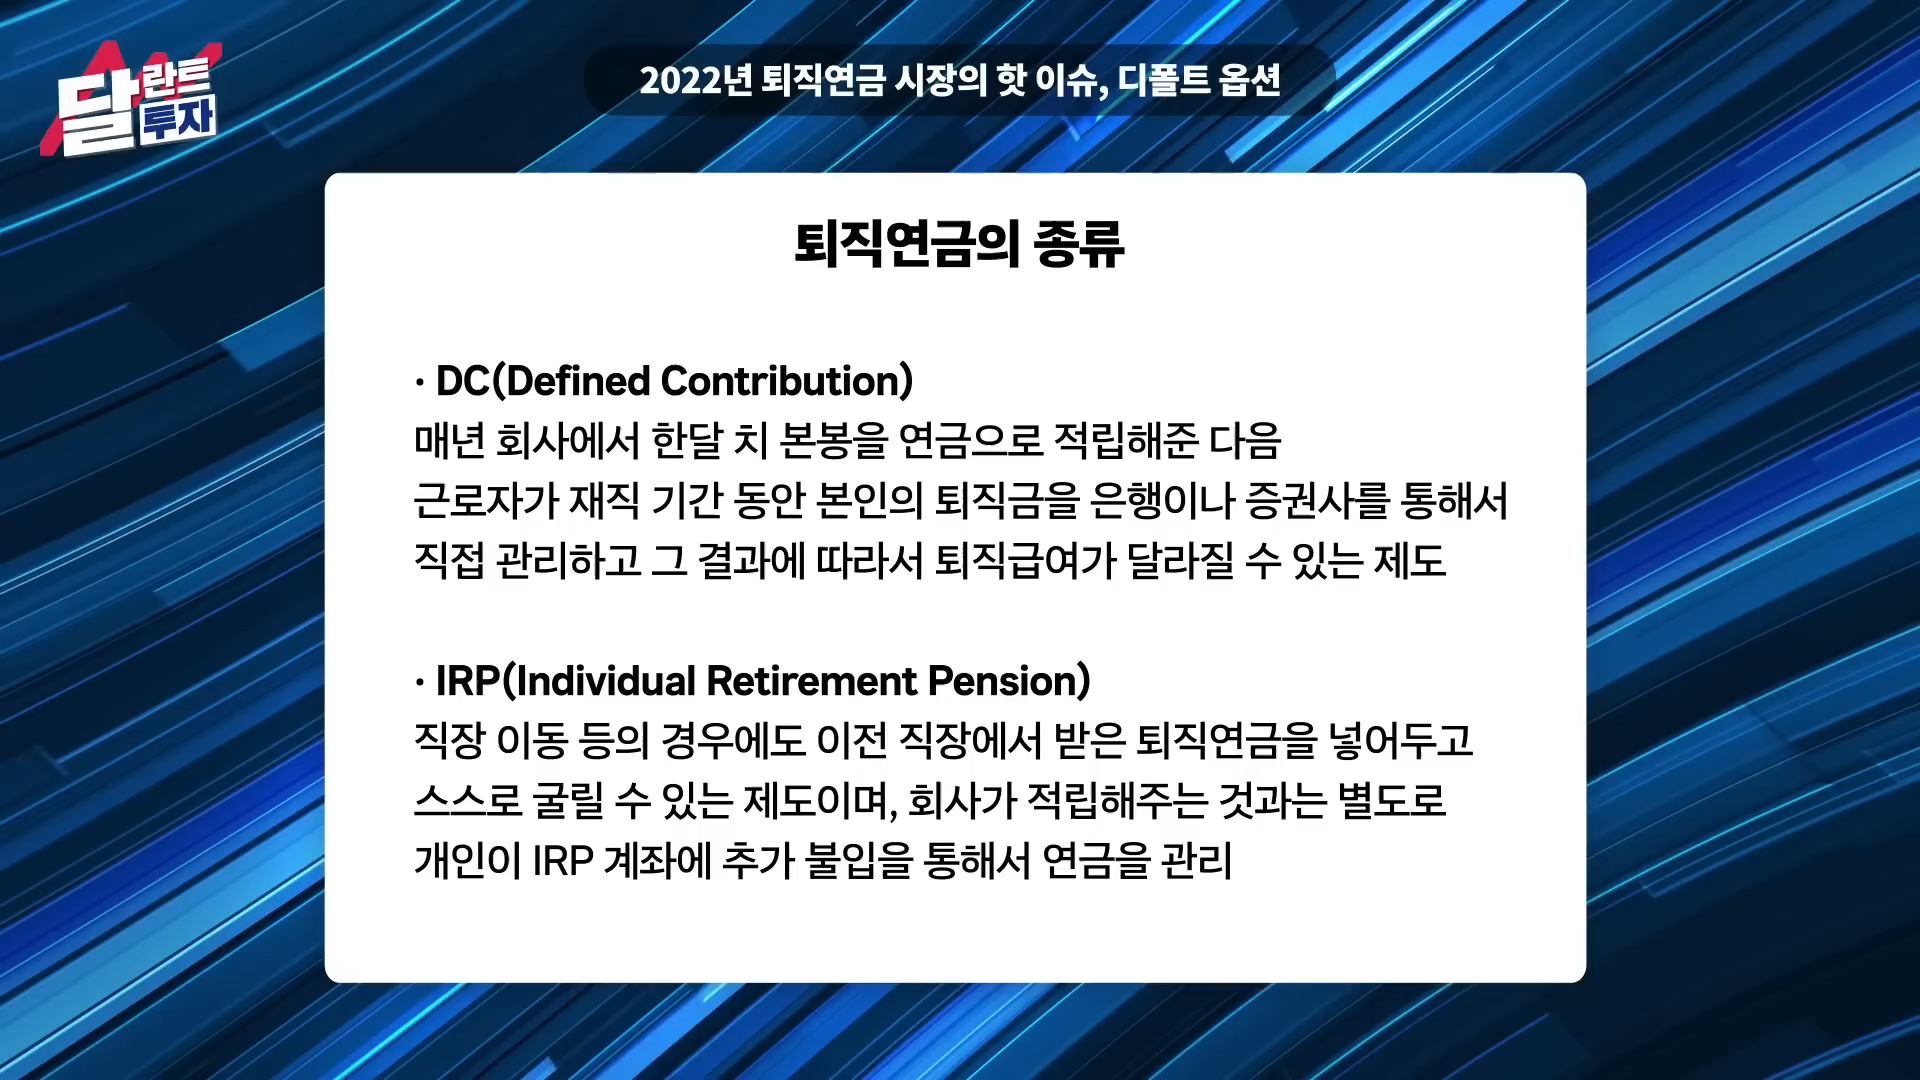 달란트
투자
2022년 퇴직연금 시장의 핫 이슈, 디폴트 옵션
퇴직연금의 종류
· DC(Defined Contribution)
매년 회사에서 한달 치 본봉을 연금으로 적립해준 다음
근로자가 재직 기간 동안 본인의 퇴직금을 은행이나 증권사를 통해서
직접 관리하고 그 결과에 따라서 퇴직급여가 달라질 수 있는 제도
· IRP(Individual Retirement Pension)
직장 이동 등의 경우에도 이전 직장에서 받은 퇴직연금을 넣어두고
스스로 굴릴 수 있는 제도이며, 회사가 적립해주는 것과는 별도로
개인이 IRP 계좌에 추가 불입을 통해서 연금을 관리